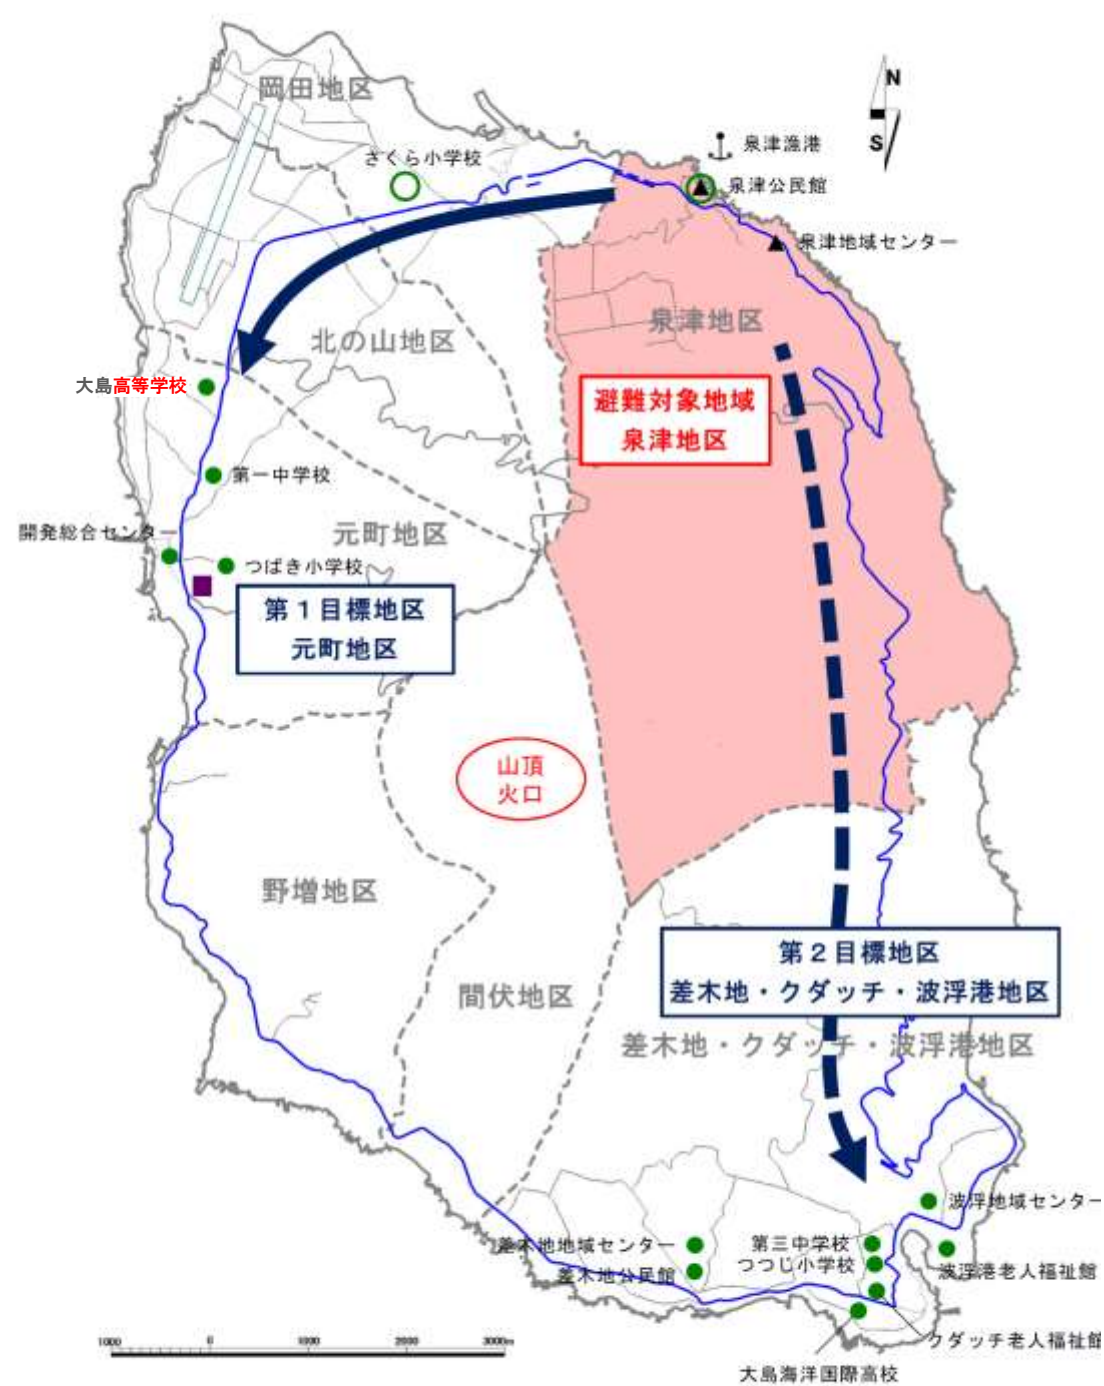 岡田地区
N
S
泉津漁港
さくら小学校
泉津公民館
泉津地域センター
泉津地区
北の山地区
大島高等学校
避難対象地域
泉津地区
第一中学校
開発総合センター
元町地区
つばき小学校
第1目標地区
元町地区
山頂
火口
野増地区
第2目標地区
差木地・クダッチ・波浮港地区
間伏地区
差木地・クダッチ・波浮港地区
波浮地域センター
差木地地域センター
第三中学校
つつじ小学校
差木地公民館
波浮港老人福祉館
クダッチ老人福祉館
大島海洋国際高校
1000 0 1000 2000 3000m